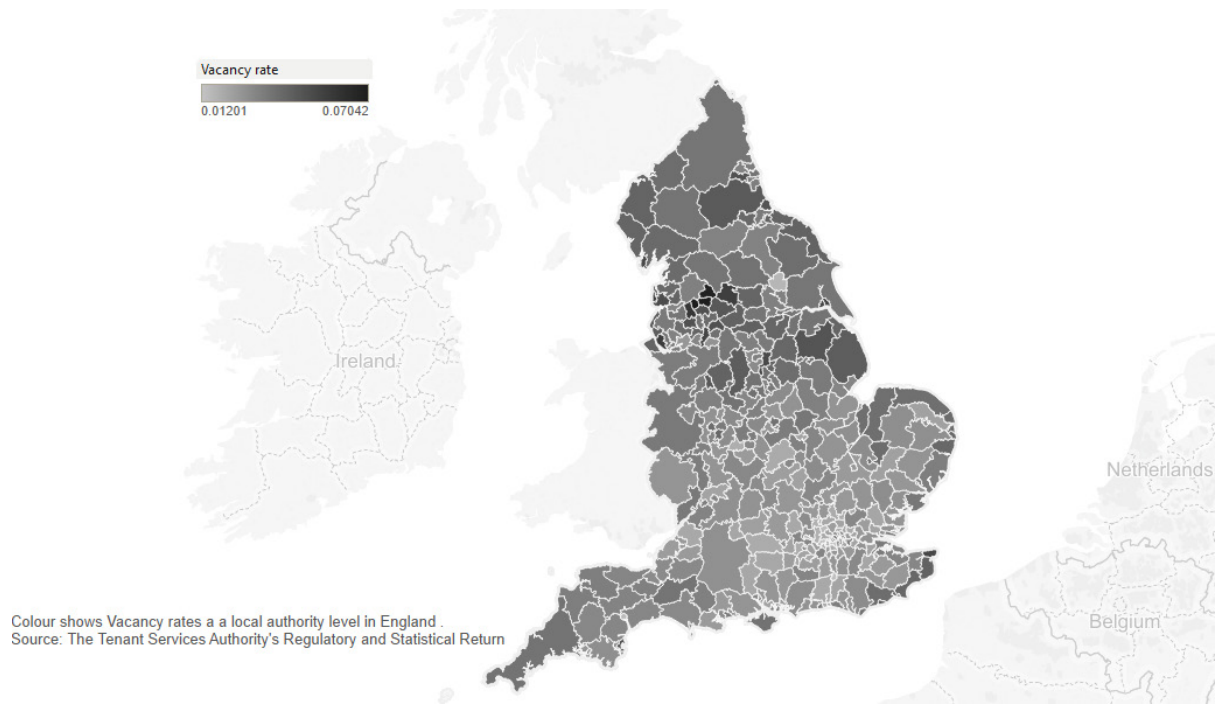 Vacancy rate
0.01201 0.07042
Ireland
Netherlands
Belgium
Colour shows Vacancy rates a a local authority level in England .
Source: The Tenant Services Authority's Regulatory and Statistical Return